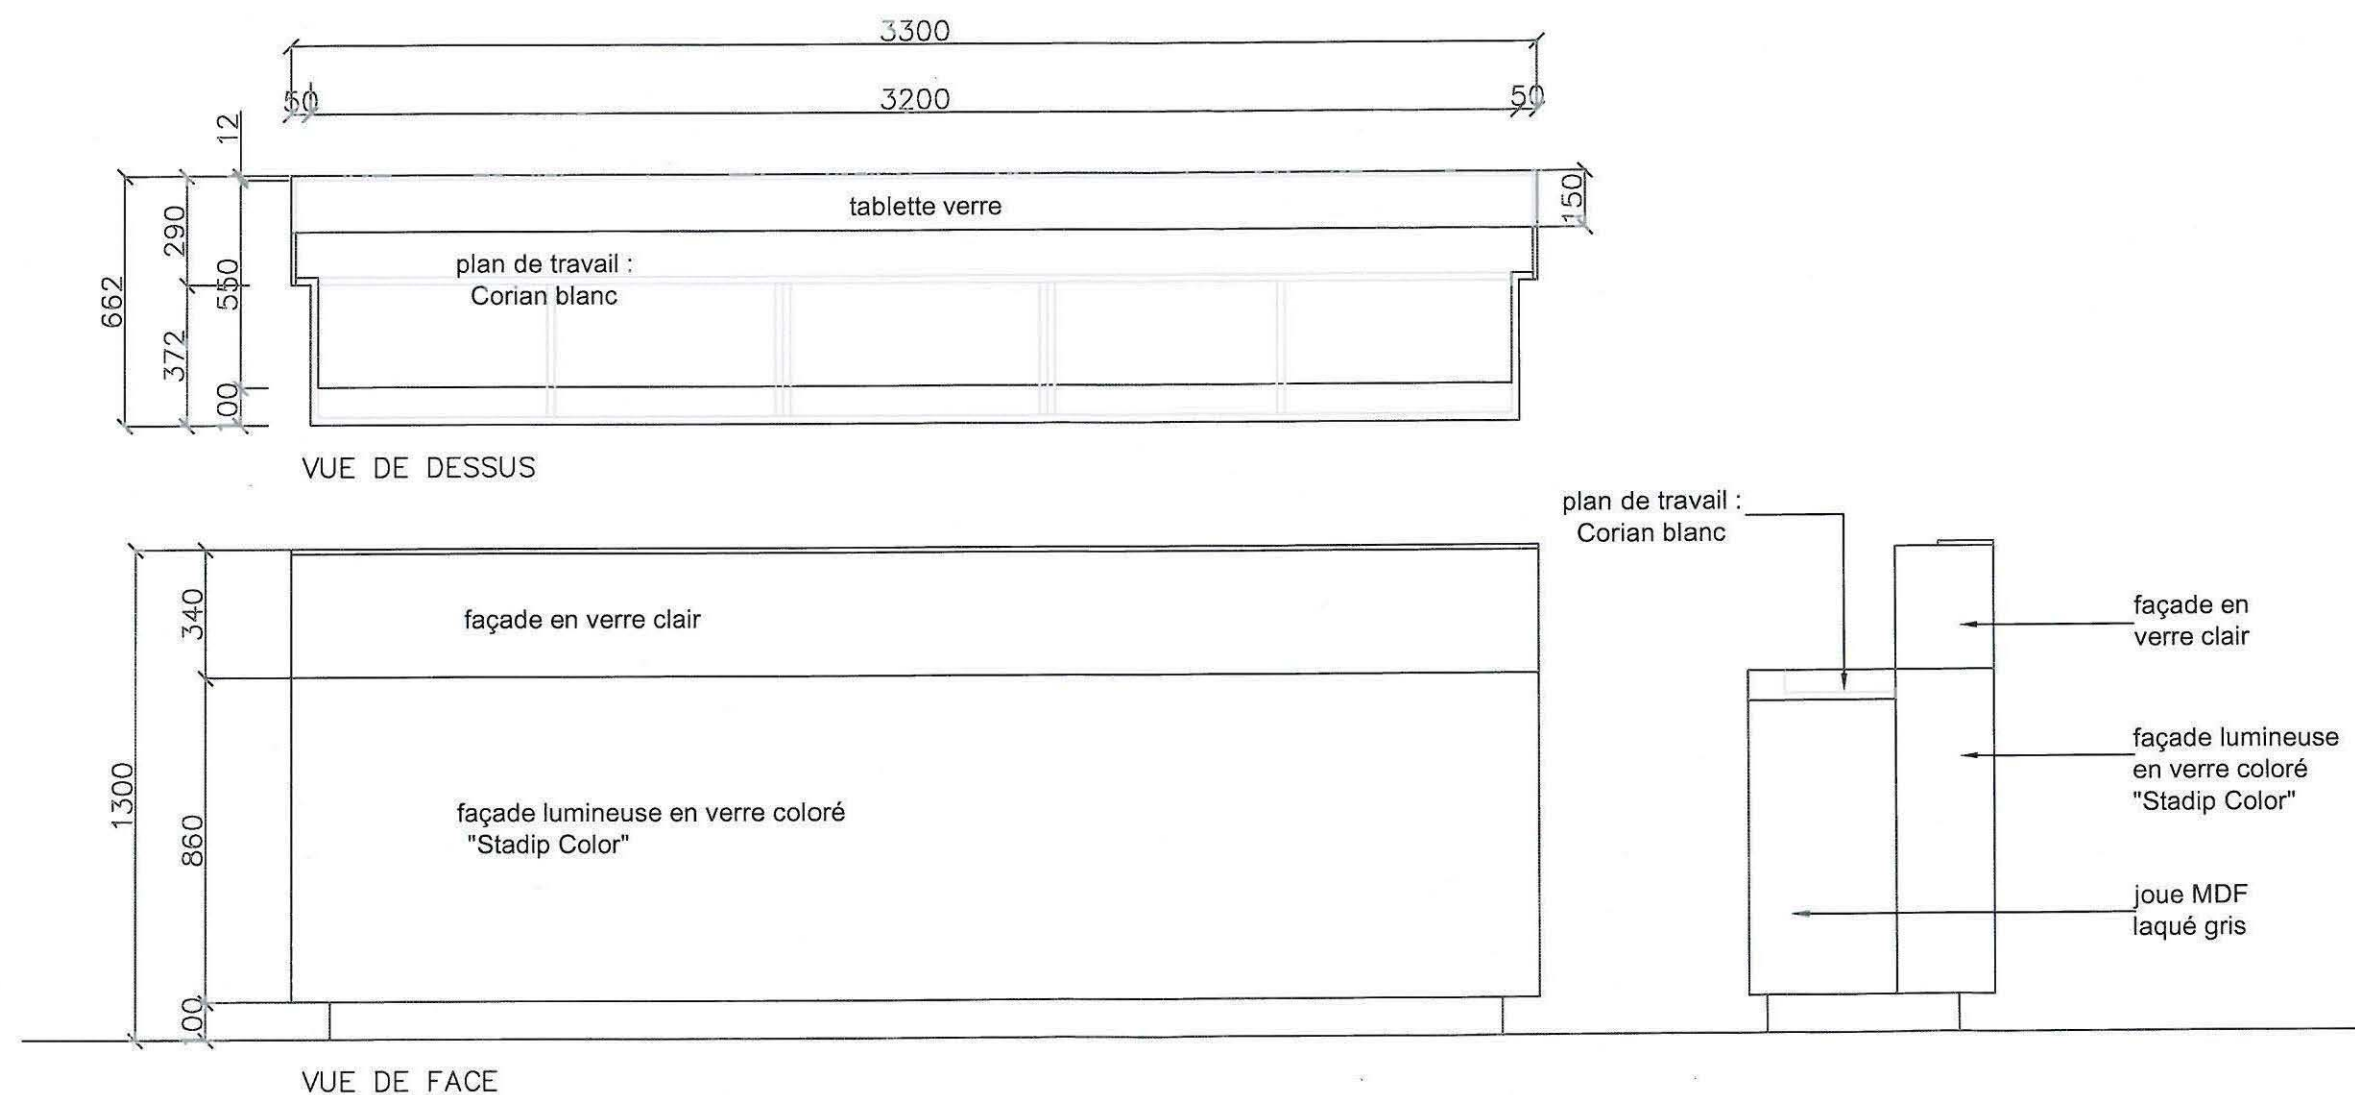 3300
50
3200
50
12
662
290
372
550
100
150
tablette verre
plan de travail :
Corian blanc
VUE DE DESSUS
plan de travail :
Corian blanc
1300
340
860
100
façade en verre clair
façade lumineuse en verre coloré
"Stadip Color"
façade en
verre clair
façade lumineuse
en verre coloré
"Stadip Color"
joue MDF
laqué gris
VUE DE FACE